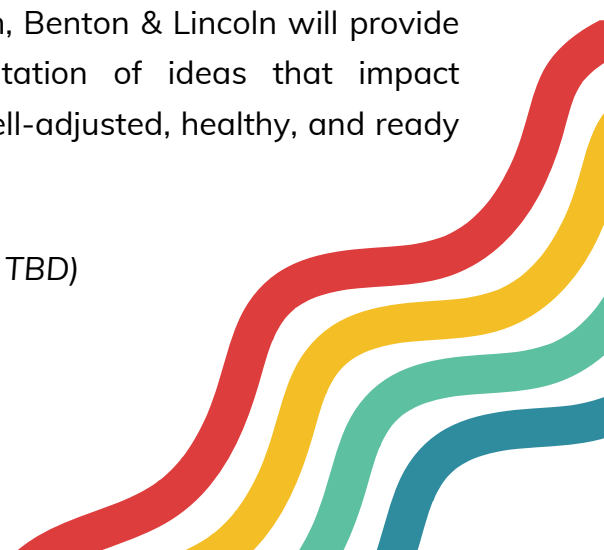 , Benton & Lincoln will provide
tation of ideas that impact
ell-adjusted, healthy, and ready
TBD)